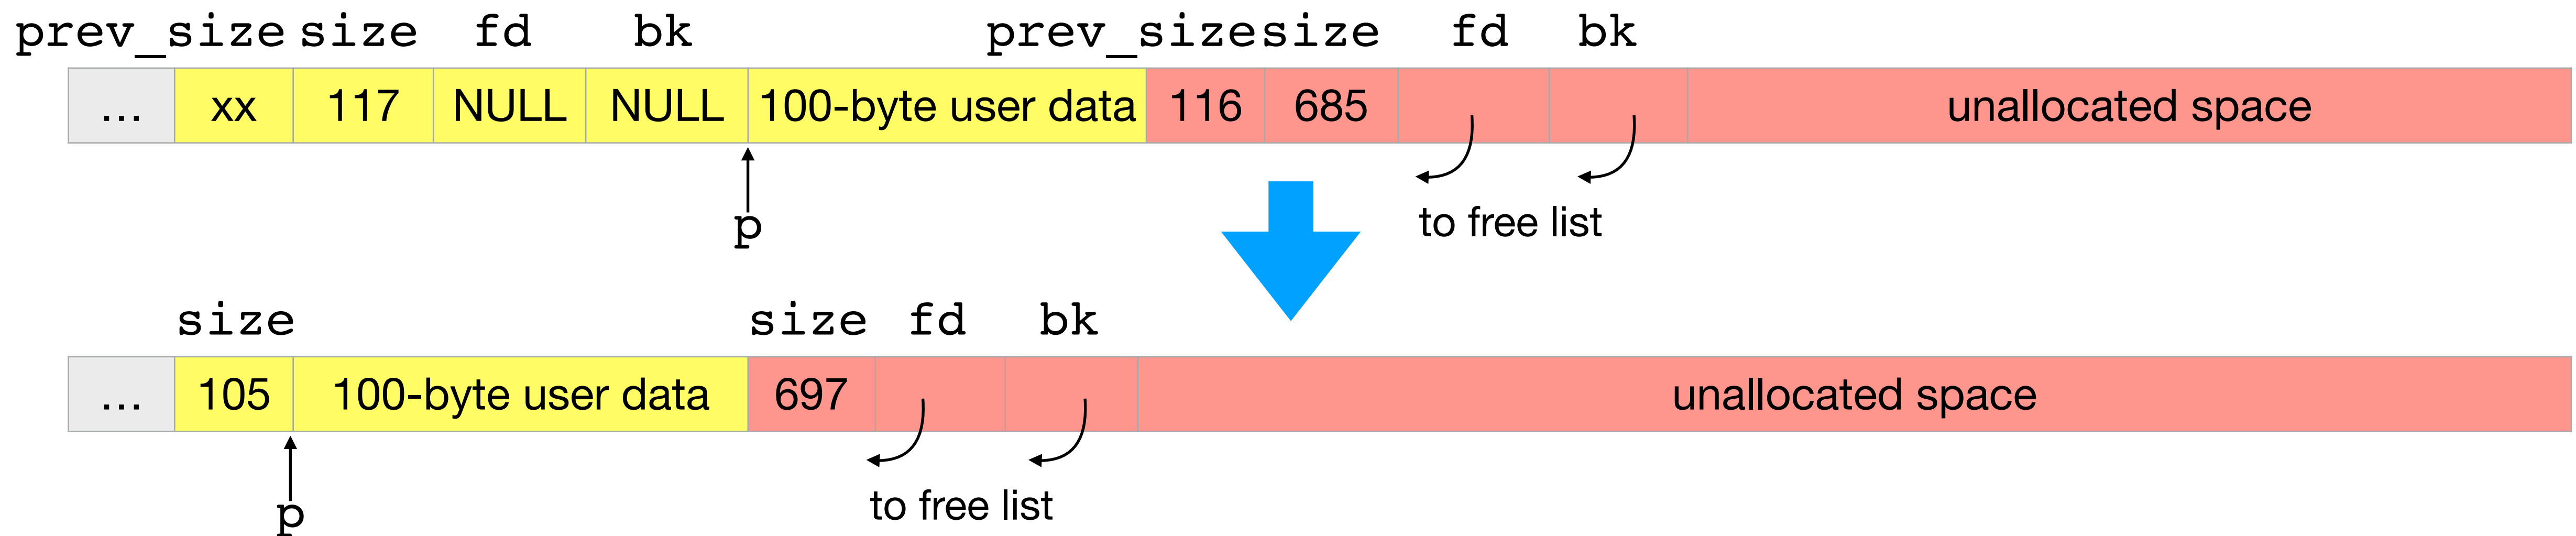 prev_size size fd bk prev_size size fd bk
... xx 117 NULL NULL 100-byte user data 116 685 unallocated space
p
to free list
size size fd bk
... 105 100-byte user data 697 unallocated space
p
to free list